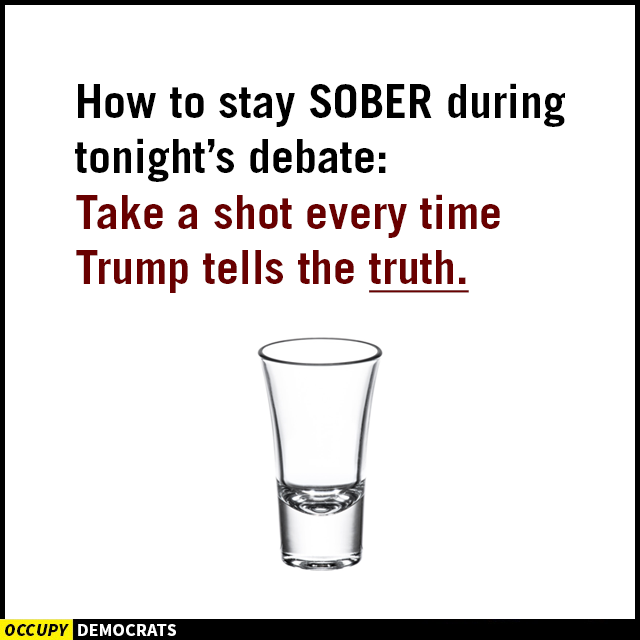 How to stay SOBER during
tonight's debate:
Take a shot every time
Trump tells the truth.
OCCUPY DEMOCRATS